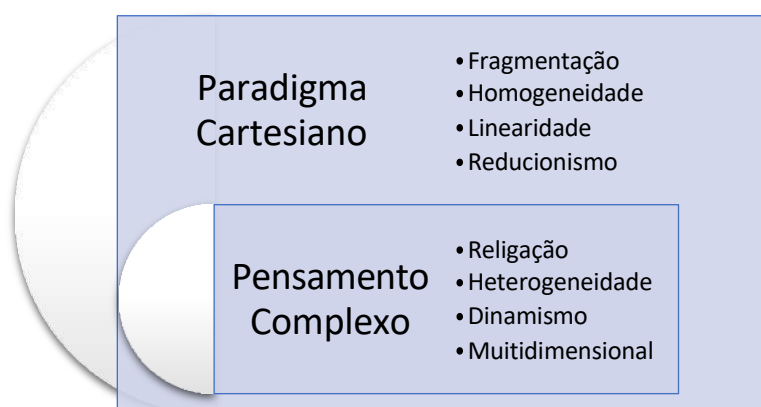 Paradigma
Cartesiano
• Fragmentação
• Homogeneidade
• Linearidade
• Reducionismo
Pensamento
Complexo
• Religação
• Heterogeneidade
• Dinamismo
• Muitidimensional